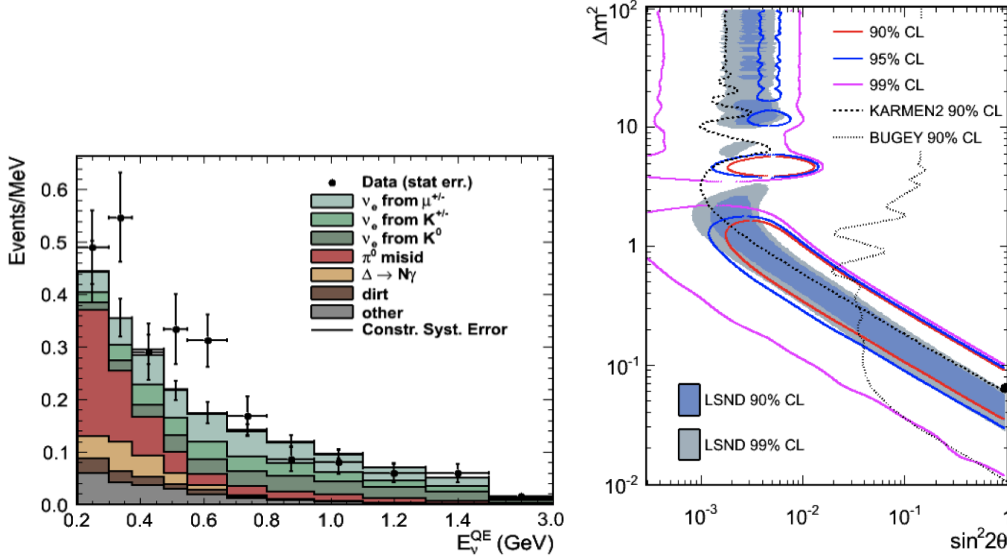 Events/MeV
0.6
0.5
0.4
0.3
0.2
0.1
0.0
Data (stat err.)
νe from μ+/-
νe from K+/-
νe from K0
π0 misid
Δ → Nγ
dirt
other
Constr. Syst. Error
0.2 0.4 0.6 0.8 1.0 1.2 1.4 3.0
EνQE (GeV)
Δm2
10²
10
1
10⁻¹
10⁻²
90% CL
95% CL
99% CL
KARMEN2 90% CL
BUGEY 90% CL
LSND 90% CL
LSND 99% CL
10⁻³ 10⁻² 10⁻¹
sin²2θ